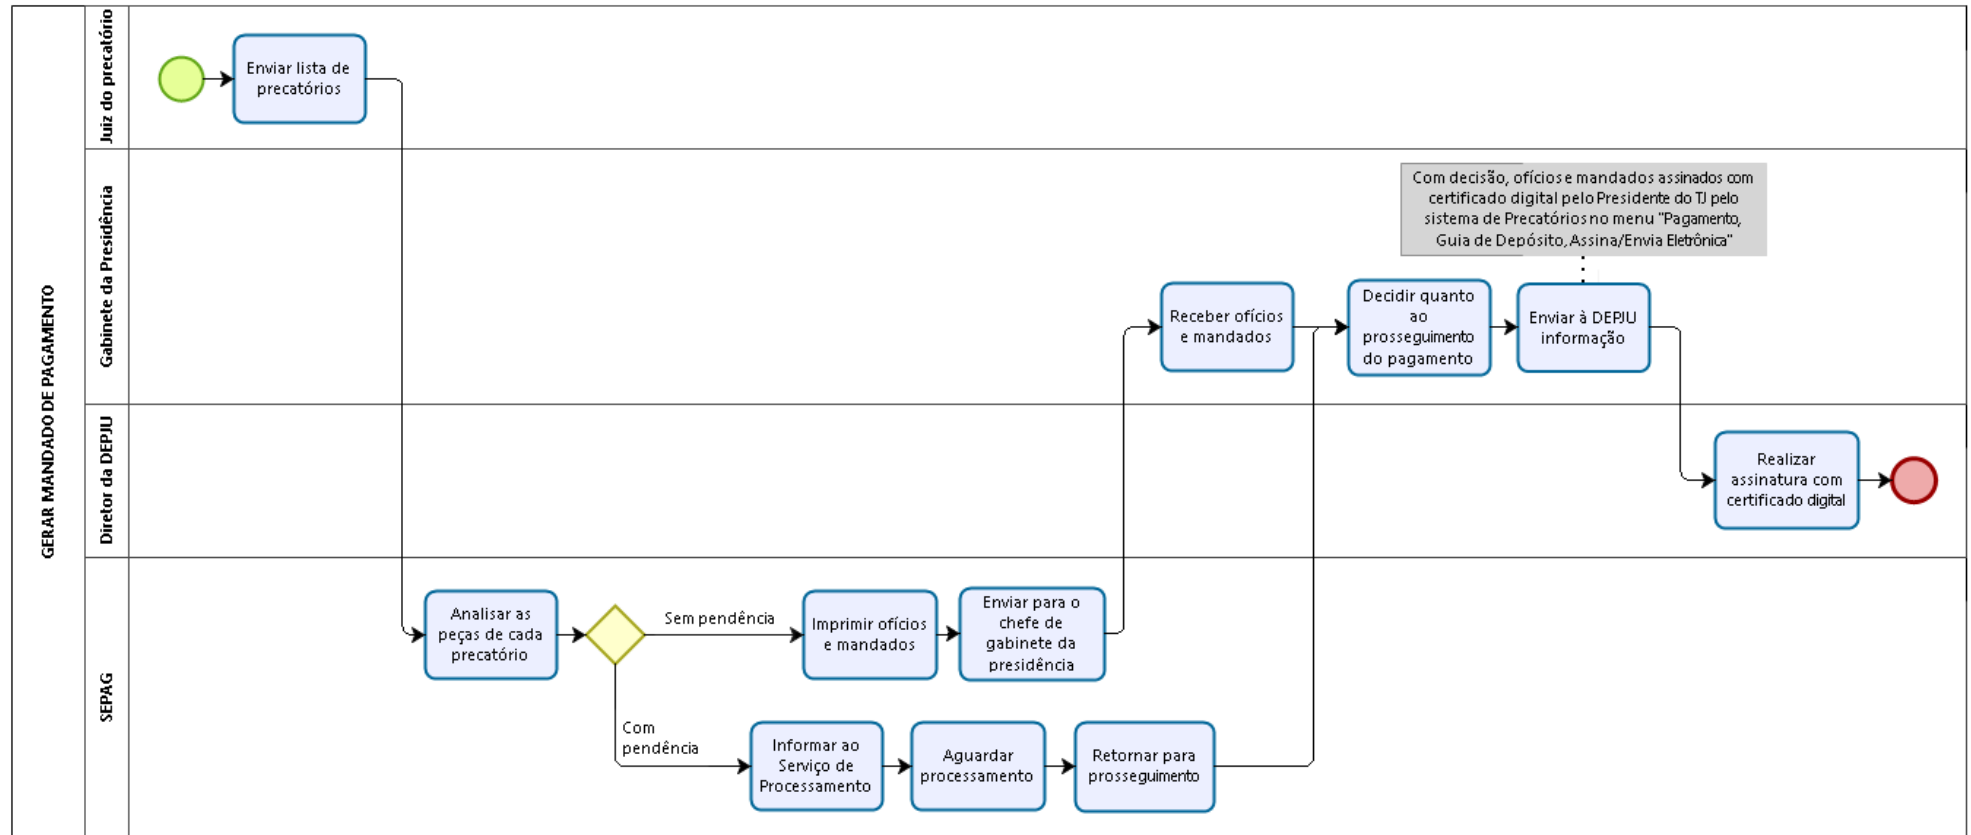 GERAR MANDADO DE PAGAMENTO
Juiz do precatório
Enviar lista de
precatórios
Gabinete da Presidência
Com decisão, ofícios e mandados assinados com
certificado digital pelo Presidente do TJ pelo
sistema de Precatórios no menu "Pagamento,
Guia de Depósito, Assina/Envia Eletrônica"
Receber ofícios
e mandados
Decidir quanto
ao
prosseguimento
do pagamento
Enviar à DEPJU
informação
Diretor da DEPJU
Realizar
assinatura com
certificado digital
SEPAG
Analisar as
peças de cada
precatório
Sem pendência
Imprimir ofícios
e mandados
Enviar para o
chefe de
gabinete da
presidência
Com
pendência
Informar ao
Serviço de
Processamento
Aguardar
processamento
Retornar para
prosseguimento